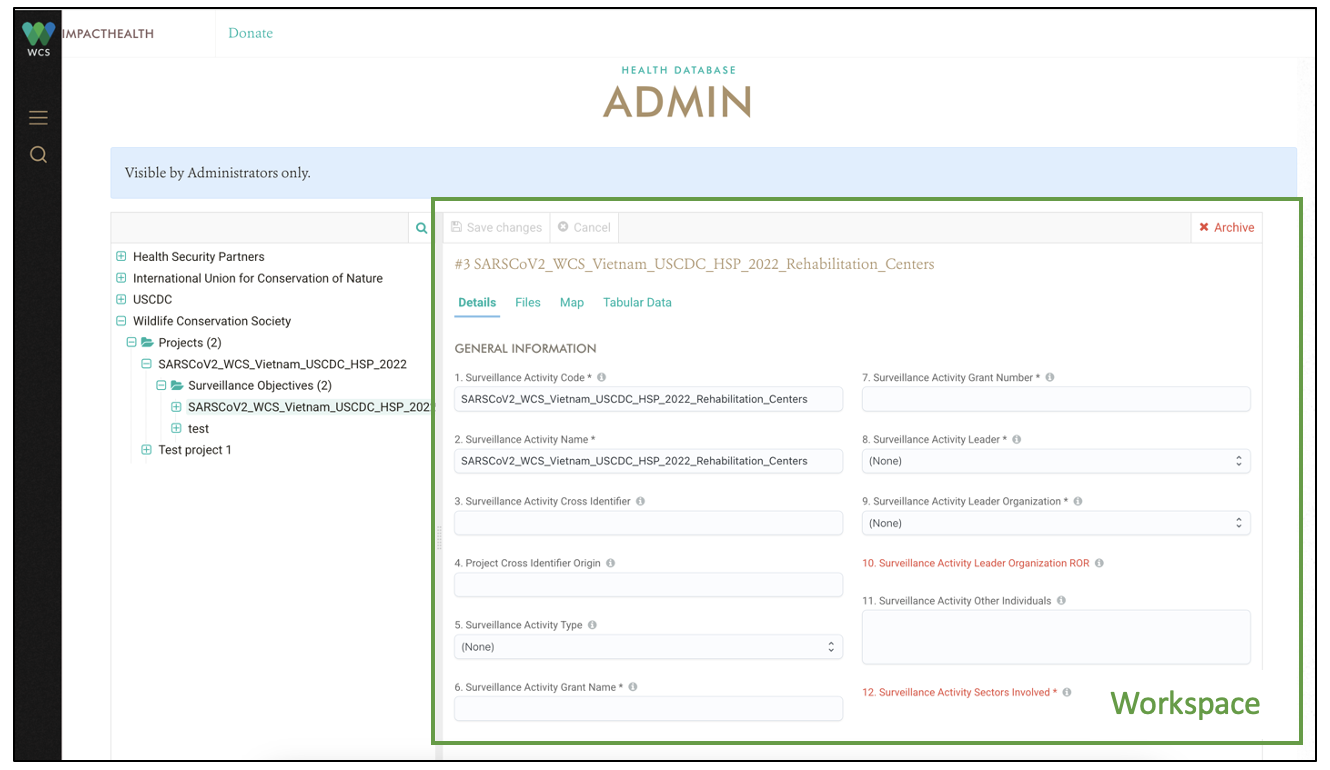 WCS
IMPACTHEALTH
Donate
HEALTH DATABASE
ADMIN
Visible by Administrators only.
Health Security Partners
International Union for Conservation of Nature
USCDC
Wildlife Conservation Society
Projects (2)
SARSCoV2_WCS_Vietnam_USCDC_HSP_2022
Surveillance Objectives (2)
SARSCoV2_WCS_Vietnam_USCDC_HSP_202
test
Test project 1
Save changes
Cancel
Archive
#3 SARSCoV2_WCS_Vietnam_USCDC_HSP_2022_Rehabilitation_Centers
Details Files Map Tabular Data
GENERAL INFORMATION
1. Surveillance Activity Code *
SARSCoV2_WCS_Vietnam_USCDC_HSP_2022_Rehabilitation_Centers
2. Surveillance Activity Name *
SARSCoV2_WCS_Vietnam_USCDC_HSP_2022_Rehabilitation_Centers
3. Surveillance Activity Cross Identifier
4. Project Cross Identifier Origin
5. Surveillance Activity Type
(None)
6. Surveillance Activity Grant Name *
7. Surveillance Activity Grant Number *
8. Surveillance Activity Leader *
(None)
9. Surveillance Activity Leader Organization *
(None)
10. Surveillance Activity Leader Organization ROR
11. Surveillance Activity Other Individuals
12. Surveillance Activity Sectors Involved *
Workspace